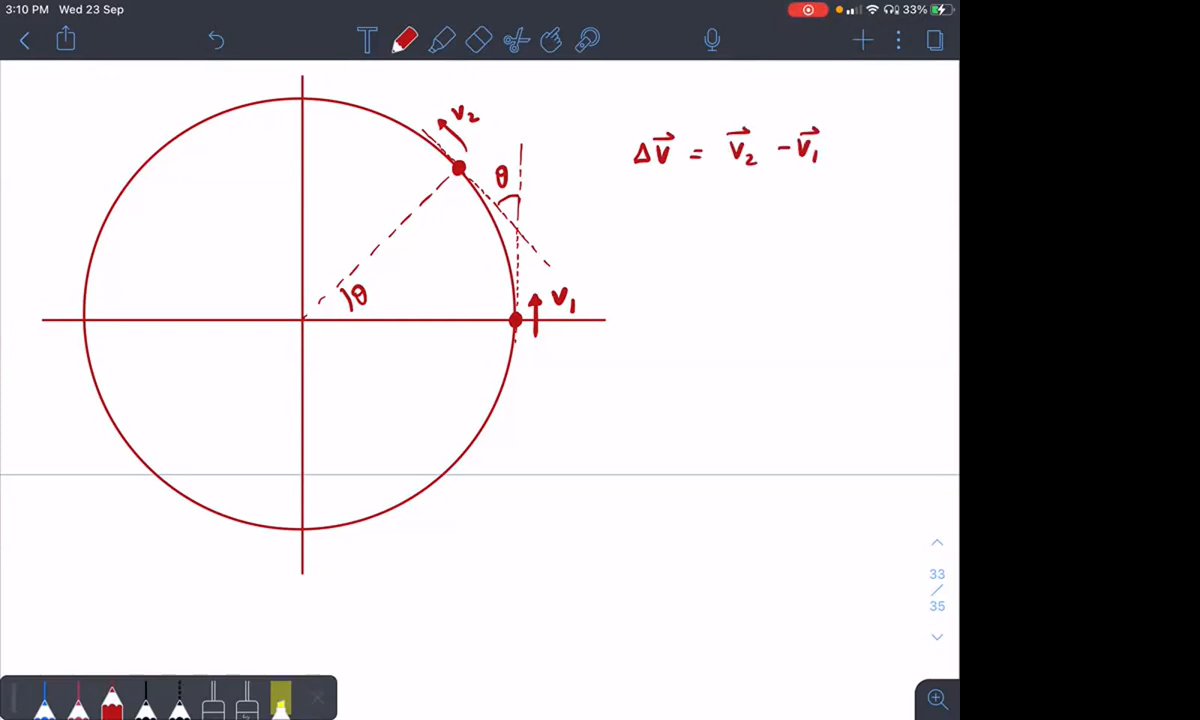 3:10 PM Wed 23 Sep 33%
T
V₂
θ
Δv⃗ = v⃗₂ - v⃗₁
θ
V₁
33
/
35